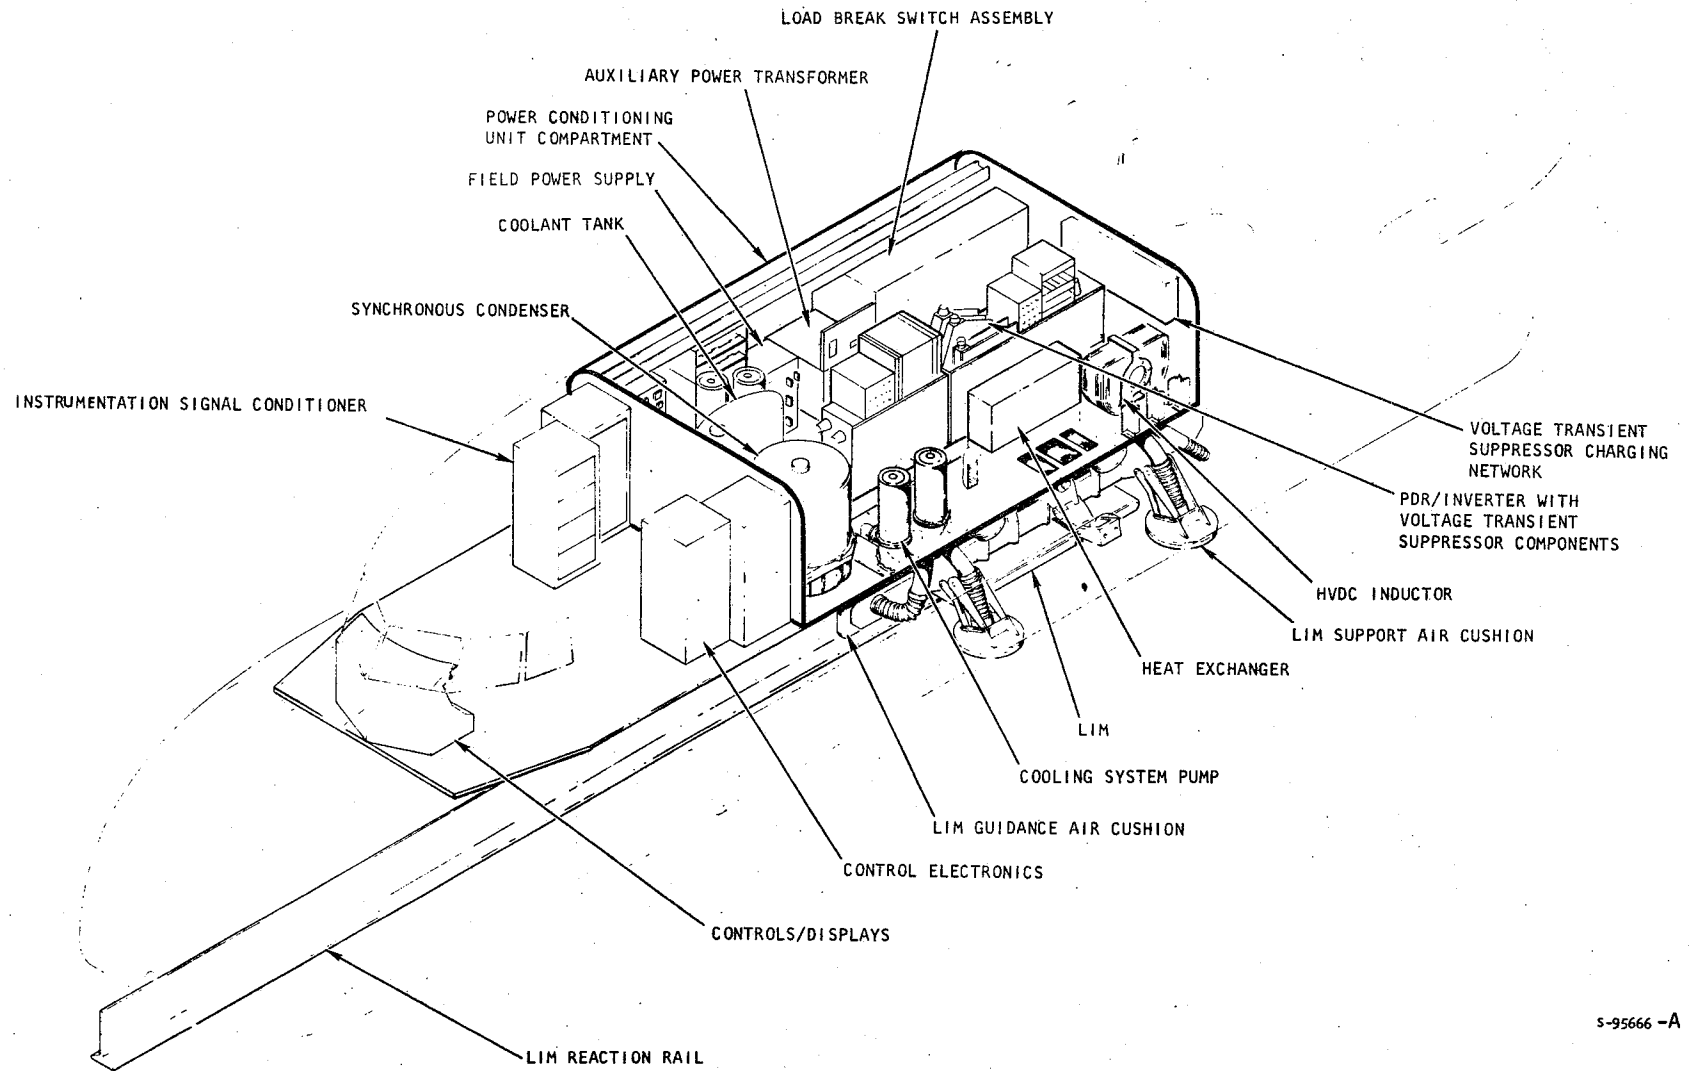 LOAD BREAK SWITCH ASSEMBLY
AUXILIARY POWER TRANSFORMER
POWER CONDITIONING
UNIT COMPARTMENT
FIELD POWER SUPPLY
COOLANT TANK
SYNCHRONOUS CONDENSER
INSTRUMENTATION SIGNAL CONDITIONER
VOLTAGE TRANSIENT
SUPPRESSOR CHARGING
NETWORK
PDR/INVERTER WITH
VOLTAGE TRANSIENT
SUPPRESSOR COMPONENTS
HVDC INDUCTOR
LIM SUPPORT AIR CUSHION
HEAT EXCHANGER
LIM
COOLING SYSTEM PUMP
LIM GUIDANCE AIR CUSHION
CONTROL ELECTRONICS
CONTROLS/DISPLAYS
LIM REACTION RAIL
S-95666 -A